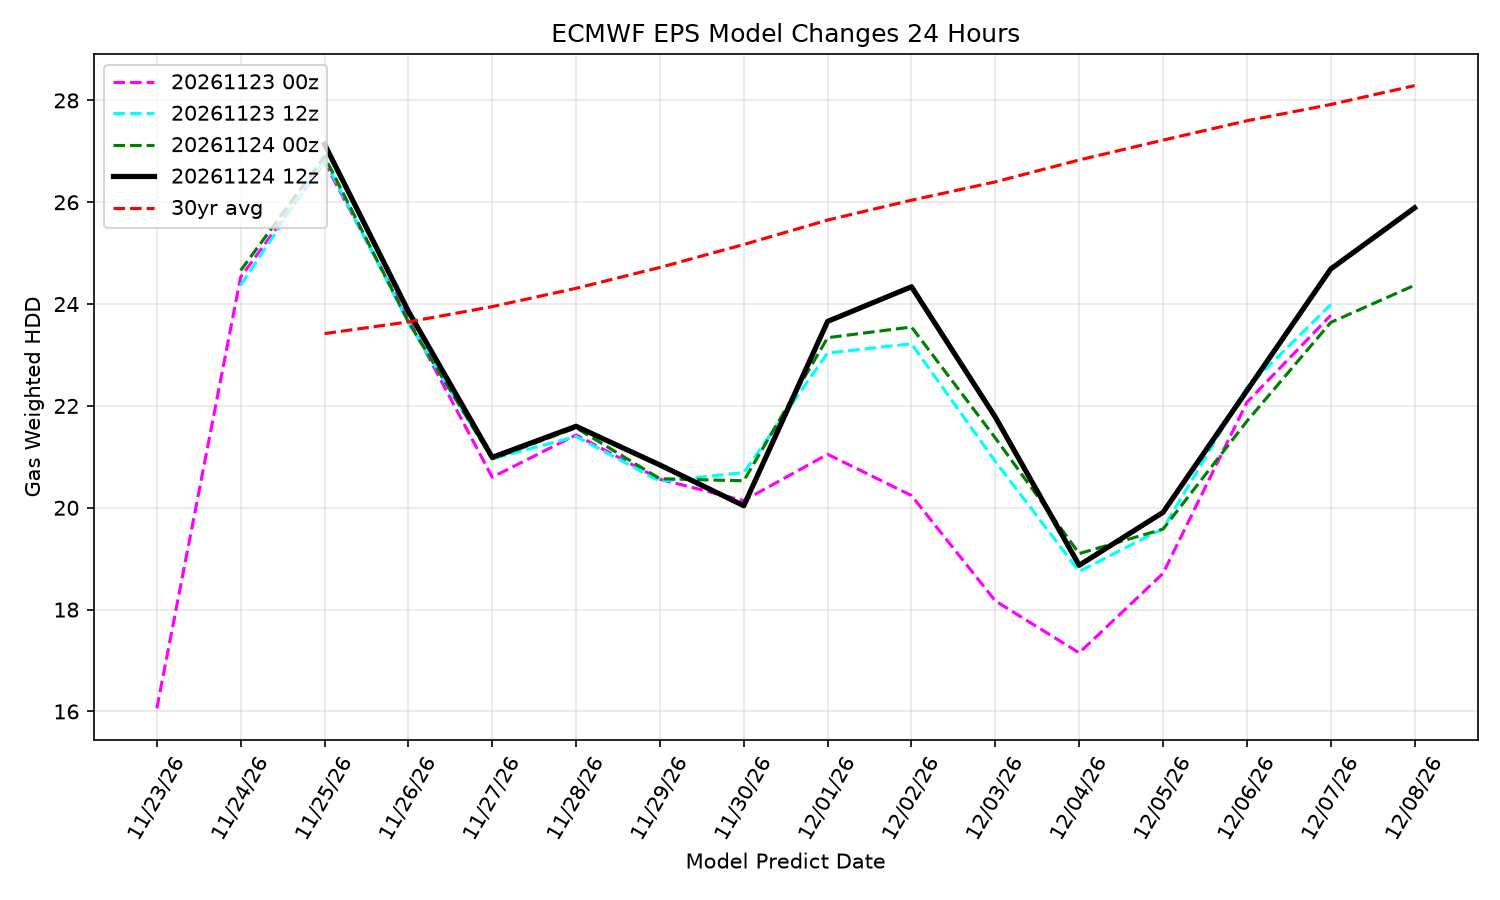 ECMWF EPS Model Changes 24 Hours
20261123 00z
20261123 12z
20261124 00z
20261124 12z
30yr avg
Gas Weighted HDD
28
26
24
22
20
18
16
11/23/26
11/24/26
11/25/26
11/26/26
11/27/26
11/28/26
11/29/26
11/30/26
12/01/26
12/02/26
12/03/26
12/04/26
12/05/26
12/06/26
12/07/26
12/08/26
Model Predict Date